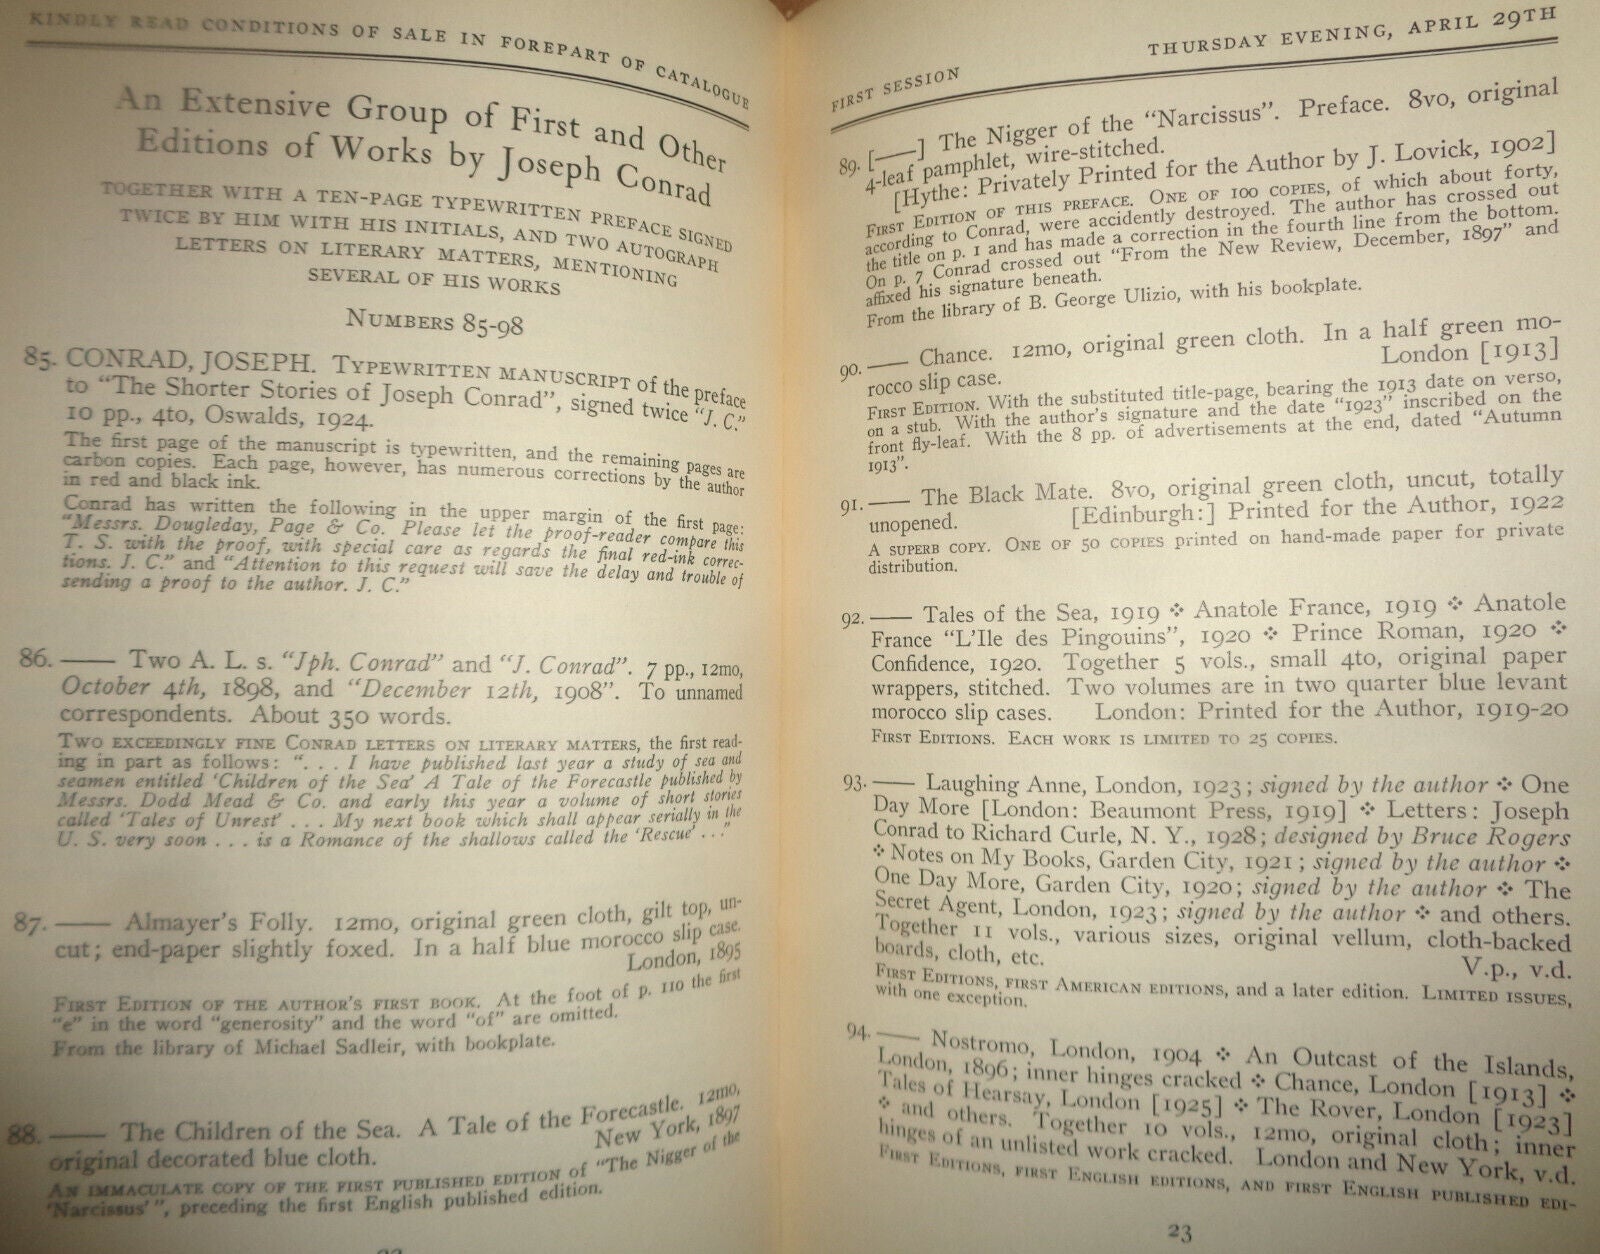 KINDLY READ CONDITIONS OF SALE IN FOREPART OF CATALOGUE
An Extensive Group of First and Other
Editions of Works by Joseph Conrad
TOGETHER WITH A TEN-PAGE TYPEWRITTEN PREFACE SIGNED
TWICE BY HIM WITH HIS INITIALS, AND TWO AUTOGRAPH
LETTERS ON LITERARY MATTERS, MENTIONING
SEVERAL OF HIS WORKS
NUMBERS 85-98
85. CONRAD, JOSEPH. TYPEWRITTEN MANUSCRIPT of the preface
to "The Shorter Stories of Joseph Conrad", signed twice "J. C."
10 pp., 4to, Oswalds, 1924.
The first page of the manuscript is typewritten, and the remaining pages are
carbon copies. Each page, however, has numerous corrections by the author
in red and black ink.
Conrad has written the following in the upper margin of the first page:
"Messrs. Dougleday, Page & Co. Please let the proof-reader compare this
T. S. with the proof, with special care as regards the final red-ink correc-
tions. J. C." and "Attention to this request will save the delay and trouble of
sending a proof to the author. J. C."
86. —— Two A. L. s. "Jph. Conrad" and "J. Conrad". 7 pp., 12mo,
October 4th, 1898, and "December 12th, 1908". To unnamed
correspondents. About 350 words.
TWO EXCEEDINGLY FINE CONRAD LETTERS ON LITERARY MATTERS, the first read-
ing in part as follows: ". . . I have published last year a study of sea and
seamen entitled 'Children of the Sea' A Tale of the Forecastle published by
Messrs. Dodd Mead & Co. and early this year a volume of short stories
called 'Tales of Unrest' . . . My next book which shall appear serially in the
U. S. very soon . . . is a Romance of the shallows called the 'Rescue' . . ."
87. —— Almayer's Folly. 12mo, original green cloth, gilt top, un-
cut; end-paper slightly foxed. In a half blue morocco slip case.
London, 1895
FIRST EDITION OF THE AUTHOR'S FIRST BOOK. At the foot of p. 110 the first
"e" in the word "generosity" and the word "of" are omitted.
From the library of Michael Sadleir, with bookplate.
88. —— The Children of the Sea. A Tale of the Forecastle. 12mo,
original decorated blue cloth. New York, 1897
AN IMMACULATE COPY OF THE FIRST PUBLISHED EDITION of "The Nigger of the
'Narcissus'", preceding the first English published edition.
FIRST SESSION THURSDAY EVENING, APRIL 29TH
89. [——] The Nigger of the "Narcissus". Preface. 8vo, original
4-leaf pamphlet, wire-stitched.
[Hythe: Privately Printed for the Author by J. Lovick, 1902]
FIRST EDITION OF THIS PREFACE. ONE OF 100 COPIES, of which about forty,
according to Conrad, were accidently destroyed. The author has crossed out
the title on p. 1 and has made a correction in the fourth line from the bottom.
On p. 7 Conrad crossed out "From the New Review, December, 1897" and
affixed his signature beneath.
From the library of B. George Ulizio, with his bookplate.
90. —— Chance. 12mo, original green cloth. In a half green mo-
rocco slip case. London [1913]
FIRST EDITION. With the substituted title-page, bearing the 1913 date on verso,
on a stub. With the author's signature and the date "1923" inscribed on the
front fly-leaf. With the 8 pp. of advertisements at the end, dated "Autumn
1913".
91. —— The Black Mate. 8vo, original green cloth, uncut, totally
unopened. [Edinburgh:] Printed for the Author, 1922
A SUPERB COPY. ONE OF 50 COPIES printed on hand-made paper for private
distribution.
92. —— Tales of the Sea, 1919 ❖ Anatole France, 1919 ❖ Anatole
France "L'Ile des Pingouins", 1920 ❖ Prince Roman, 1920 ❖
Confidence, 1920. Together 5 vols., small 4to, original paper
wrappers, stitched. Two volumes are in two quarter blue levant
morocco slip cases. London: Printed for the Author, 1919-20
FIRST EDITIONS. EACH WORK IS LIMITED TO 25 COPIES.
93. —— Laughing Anne, London, 1923; signed by the author ❖ One
Day More [London: Beaumont Press, 1919] ❖ Letters: Joseph
Conrad to Richard Curle, N. Y., 1928; designed by Bruce Rogers
❖ Notes on My Books, Garden City, 1921; signed by the author ❖
One Day More, Garden City, 1920; signed by the author ❖ The
Secret Agent, London, 1923; signed by the author ❖ and others.
Together 11 vols., various sizes, original vellum, cloth-backed
boards, cloth, etc. V.p., v.d.
FIRST EDITIONS, FIRST AMERICAN EDITIONS, and a later edition. LIMITED ISSUES,
with one exception.
94. —— Nostromo, London, 1904 ❖ An Outcast of the Islands,
London, 1896; inner hinges cracked ❖ Chance, London [1913] ❖
Tales of Hearsay, London [1925] ❖ The Rover, London [1923]
❖ and others. Together 10 vols., 12mo, original cloth; inner
hinges of an unlisted work cracked. London and New York, v.d.
FIRST EDITIONS, FIRST ENGLISH EDITIONS, AND FIRST ENGLISH PUBLISHED EDI-
23